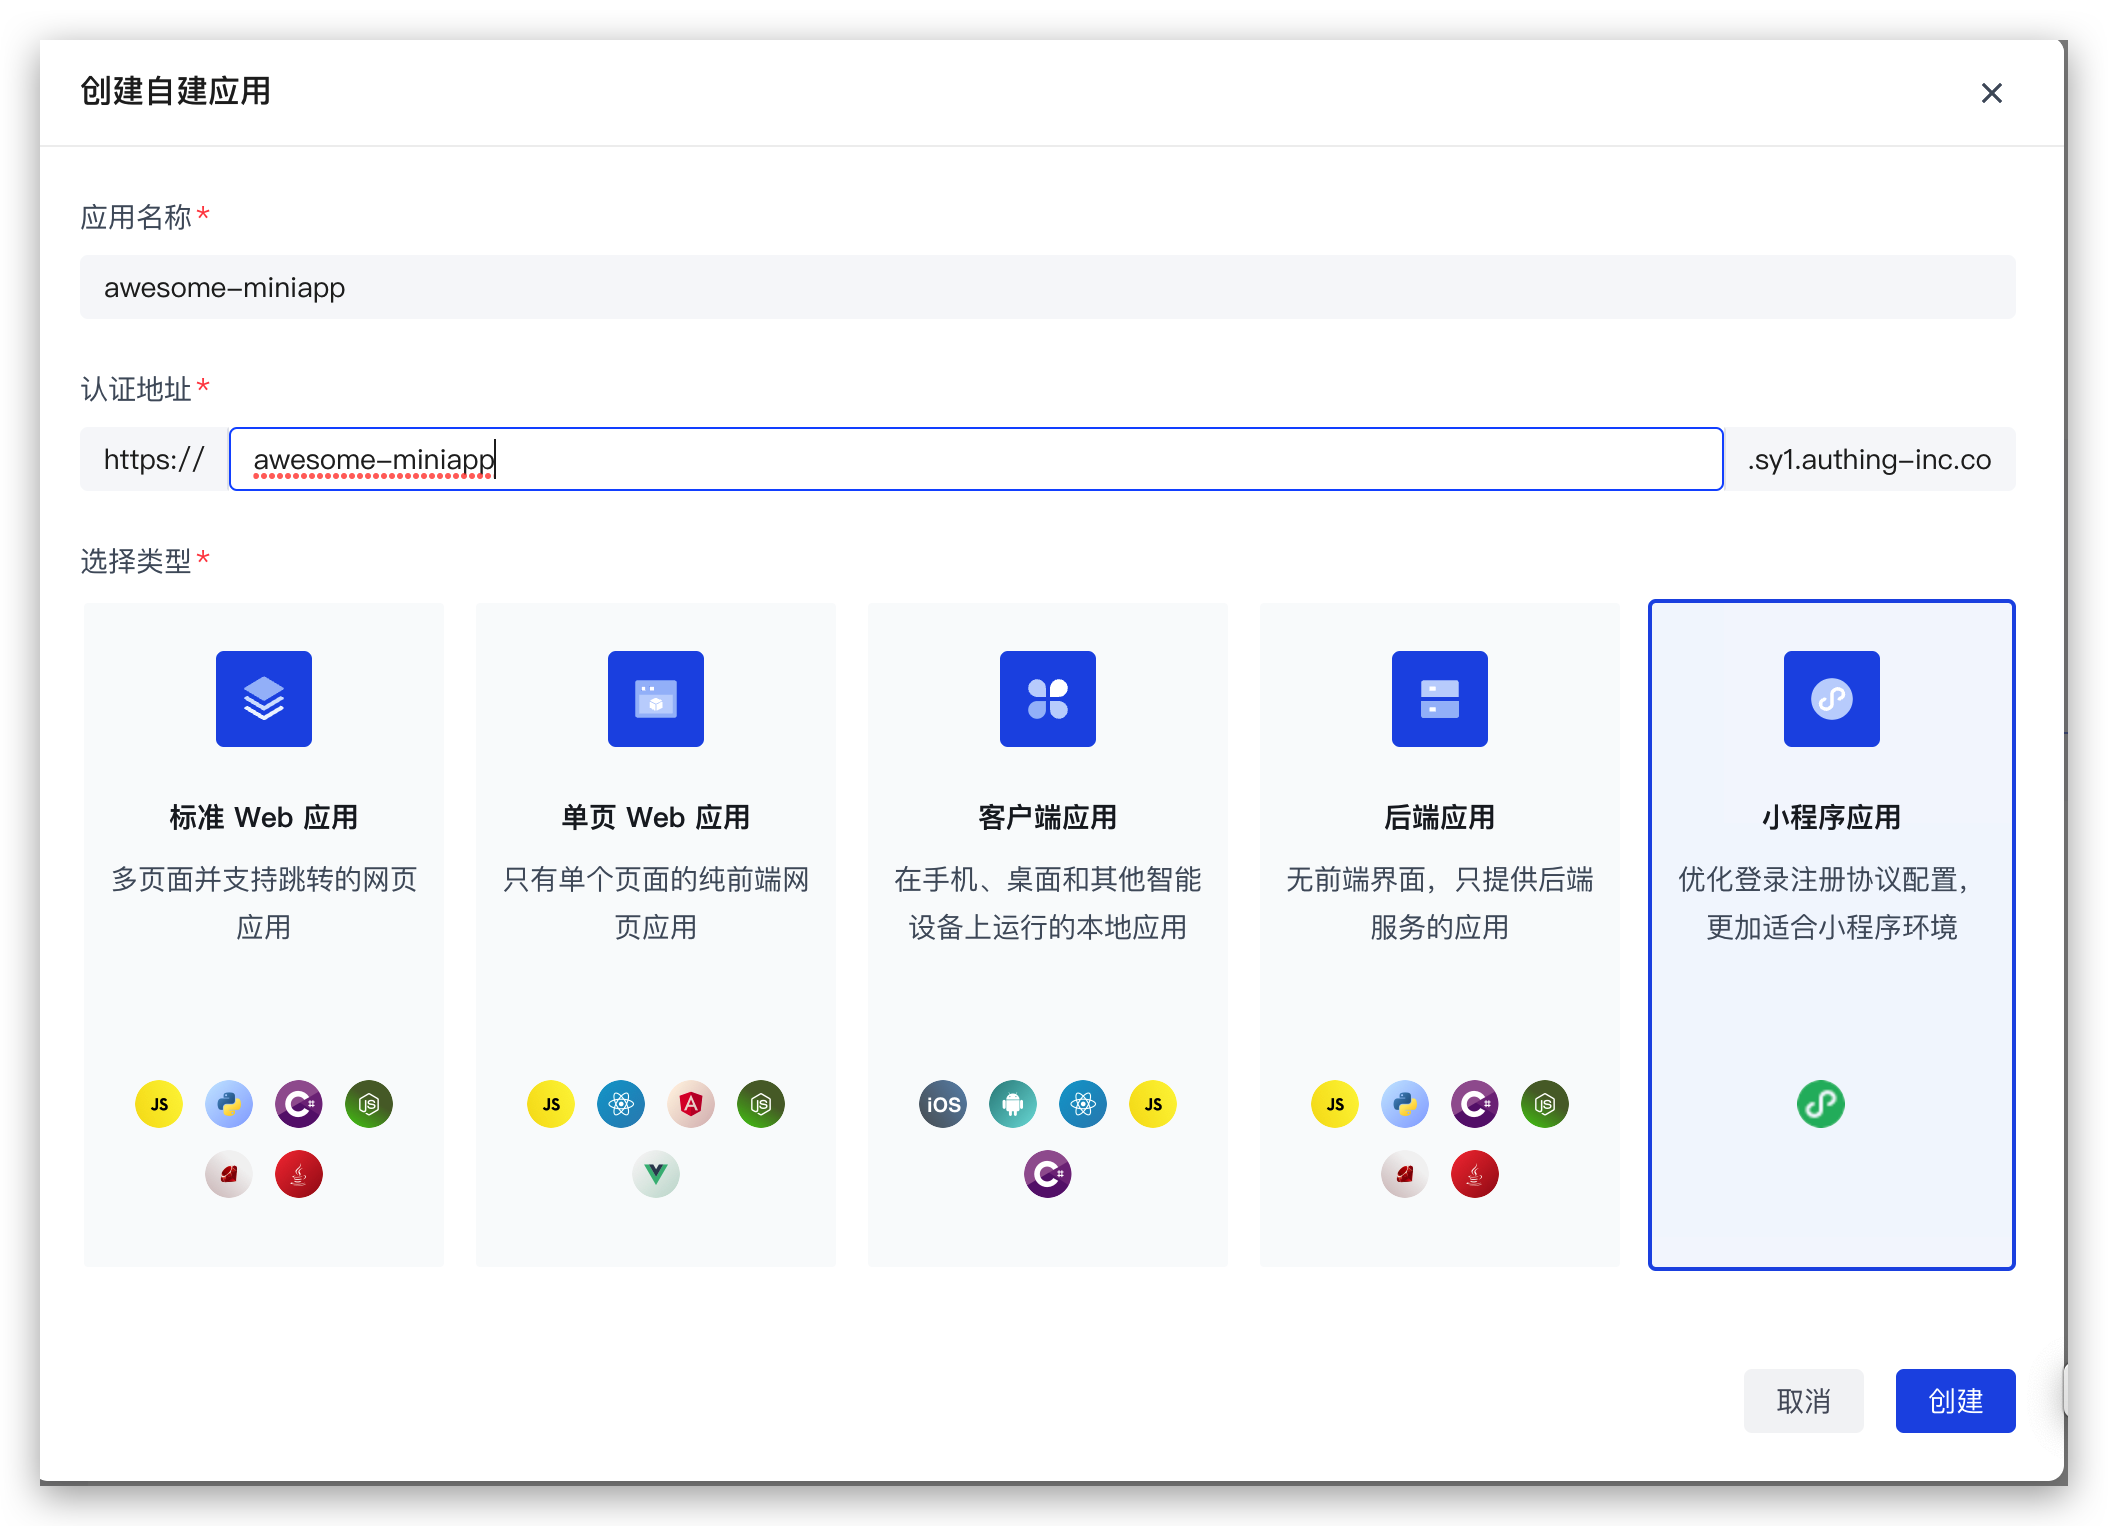 创建自建应用
应用名称*
awesome-miniapp
认证地址*
https:// awesome-miniapp .sy1.authing-inc.co
选择类型*
标准 Web 应用
多页面并支持跳转的网页
应用
JS
JS
单页 Web 应用
只有单个页面的纯前端网
页应用
JS
JS
客户端应用
在手机、桌面和其他智能
设备上运行的本地应用
iOS
JS
后端应用
无前端界面，只提供后端
服务的应用
JS
JS
小程序应用
优化登录注册协议配置，
更加适合小程序环境
取消
创建